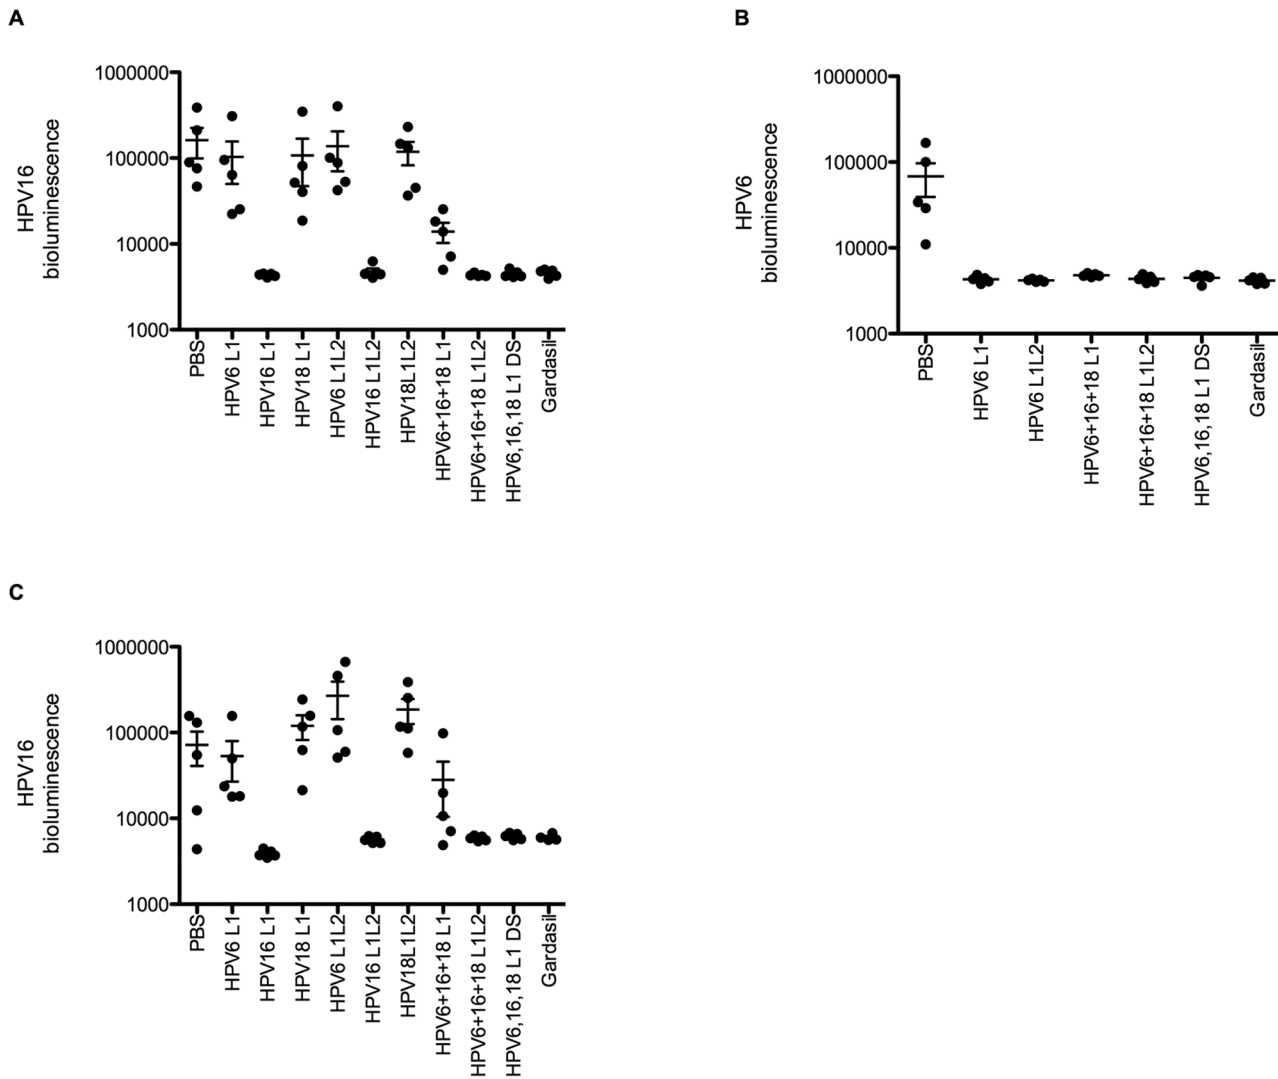 A
HPV16
bioluminescence
1000000
100000
10000
1000
PBS
HPV6 L1
HPV16 L1
HPV18 L1
HPV6 L1L2
HPV16 L1L2
HPV18L1L2
HPV6+16+18 L1
HPV6+16+18 L1L2
HPV6,16,18 L1 DS
Gardasil
B
HPV6
bioluminescence
1000000
100000
10000
1000
PBS
HPV6 L1
HPV6 L1L2
HPV6+16+18 L1
HPV6+16+18 L1L2
HPV6,16,18 L1 DS
Gardasil
C
HPV16
bioluminescence
1000000
100000
10000
1000
PBS
HPV6 L1
HPV16 L1
HPV18 L1
HPV6 L1L2
HPV16 L1L2
HPV18L1L2
HPV6+16+18 L1
HPV6+16+18 L1L2
HPV6,16,18 L1 DS
Gardasil